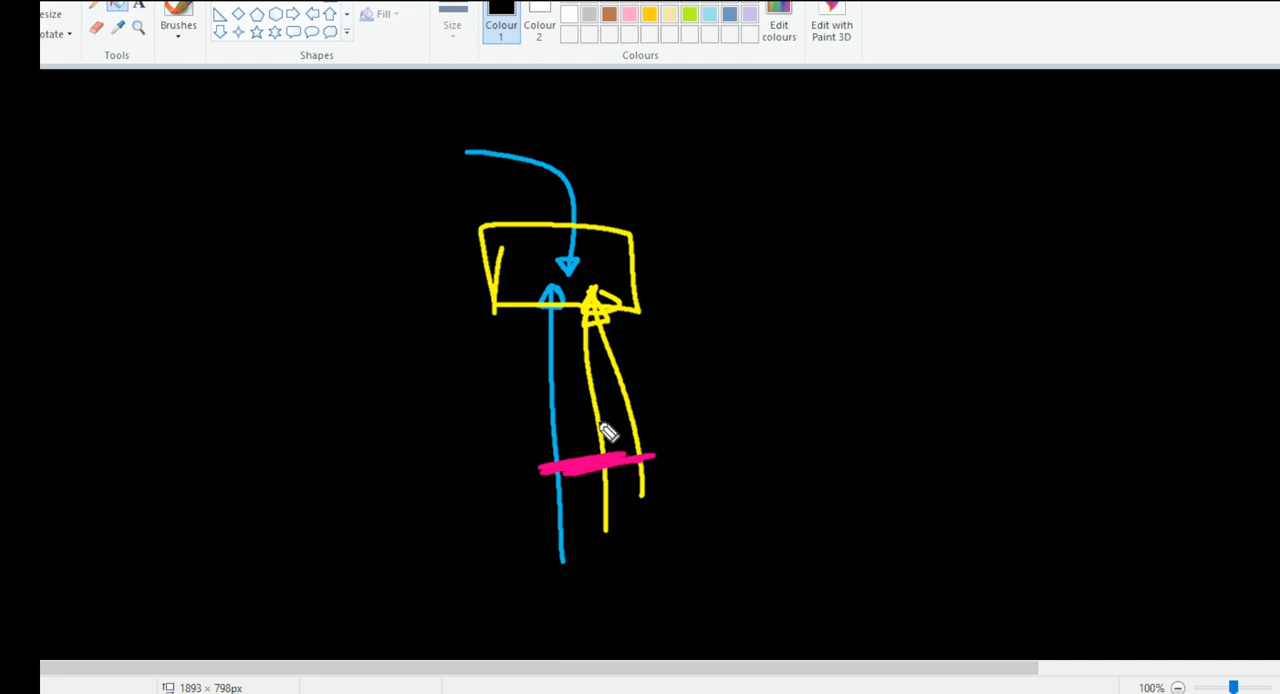 esize
otate
A
Brushes
Fill
Size
Colour
1
Colour
2
Edit
colours
Edit with
Paint 3D
Tools
Shapes
Colours
1893 × 798px
100%